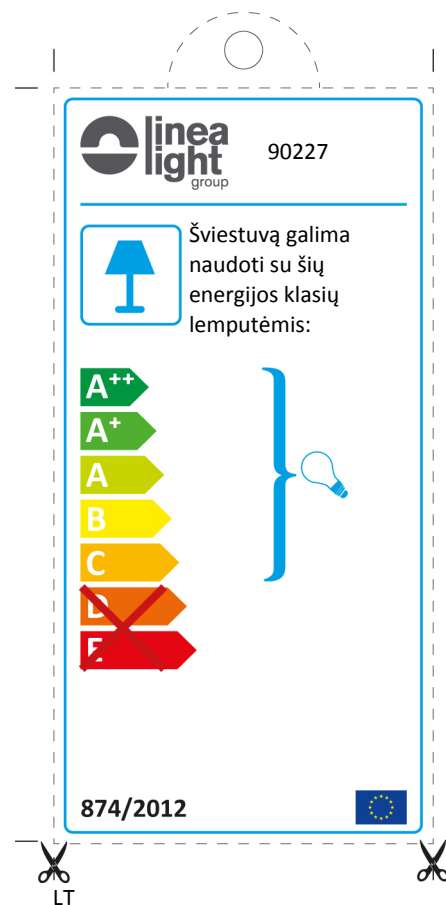 linea
light
group
90227
Šviestuvą galima
naudoti su šių
energijos klasių
lemputėmis:
A++
A+
A
B
C
D
E
874/2012
LT